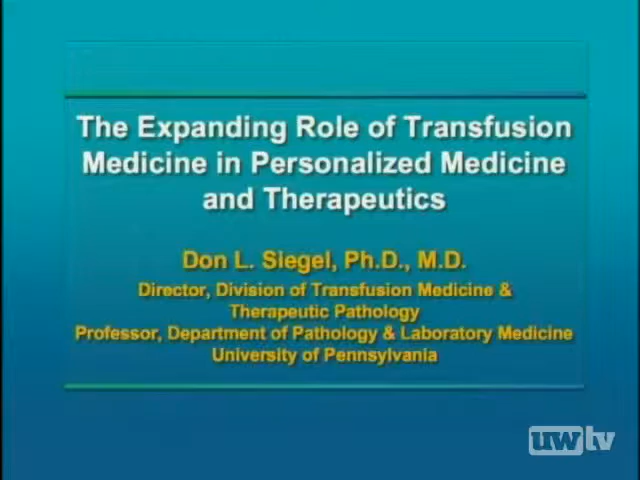 The Expanding Role of Transfusion
Medicine in Personalized Medicine
and Therapeutics
Don L. Siegel, Ph.D., M.D.
Director, Division of Transfusion Medicine &
Therapeutic Pathology
Professor, Department of Pathology & Laboratory Medicine
University of Pennsylvania
uwtv